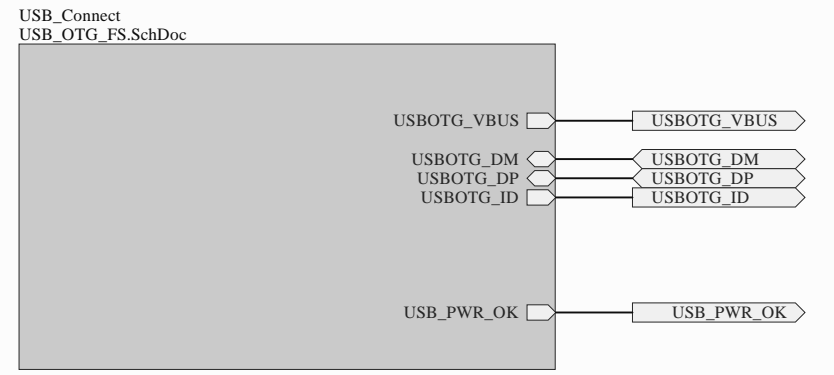 USB_Connect
USB_OTG_FS.SchDoc
USBOTG_VBUS USBOTG_VBUS
USBOTG_DM USBOTG_DM
USBOTG_DP USBOTG_DP
USBOTG_ID USBOTG_ID
USB_PWR_OK USB_PWR_OK